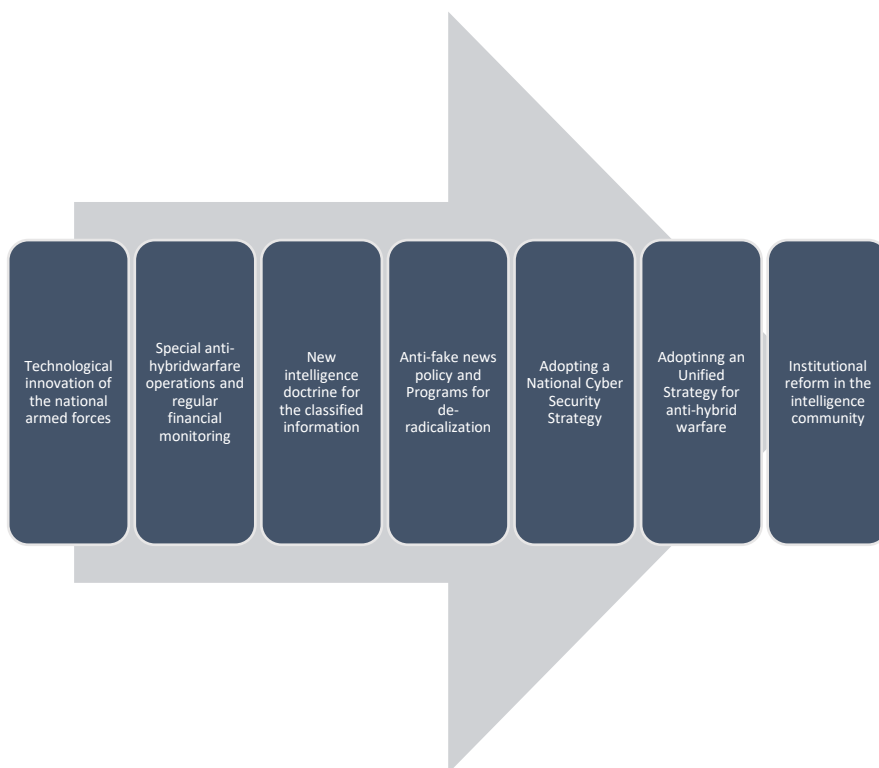 Technological
innovation of
the national
armed forces
Special anti-
hybridwarfare
operations and
regular
financial
monitoring
New
intelligence
doctrine for
the classified
information
Anti-fake news
policy and
Programs for
de-
radicalization
Adopting a
National Cyber
Security
Strategy
Adoptinng an
Unified
Strategy for
anti-hybrid
warfare
Institutional
reform in the
intelligence
community